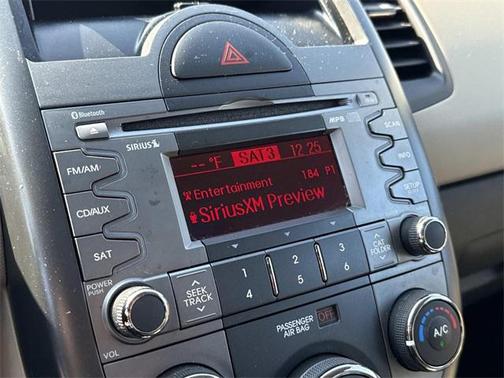 Bluetooth
SIRIUS
MP3
SCAN
FM/AM
-- °F SAT3 12:25
INFO
Entertainment 184 P1
CD/AUX
SiriusXM Preview
SETUP
SAT
1 2 3
4 5 6
CAT
FOLDER
POWER
PUSH
SEEK
TRACK
VOL
PASSENGER
AIR BAG
OFF
A/C